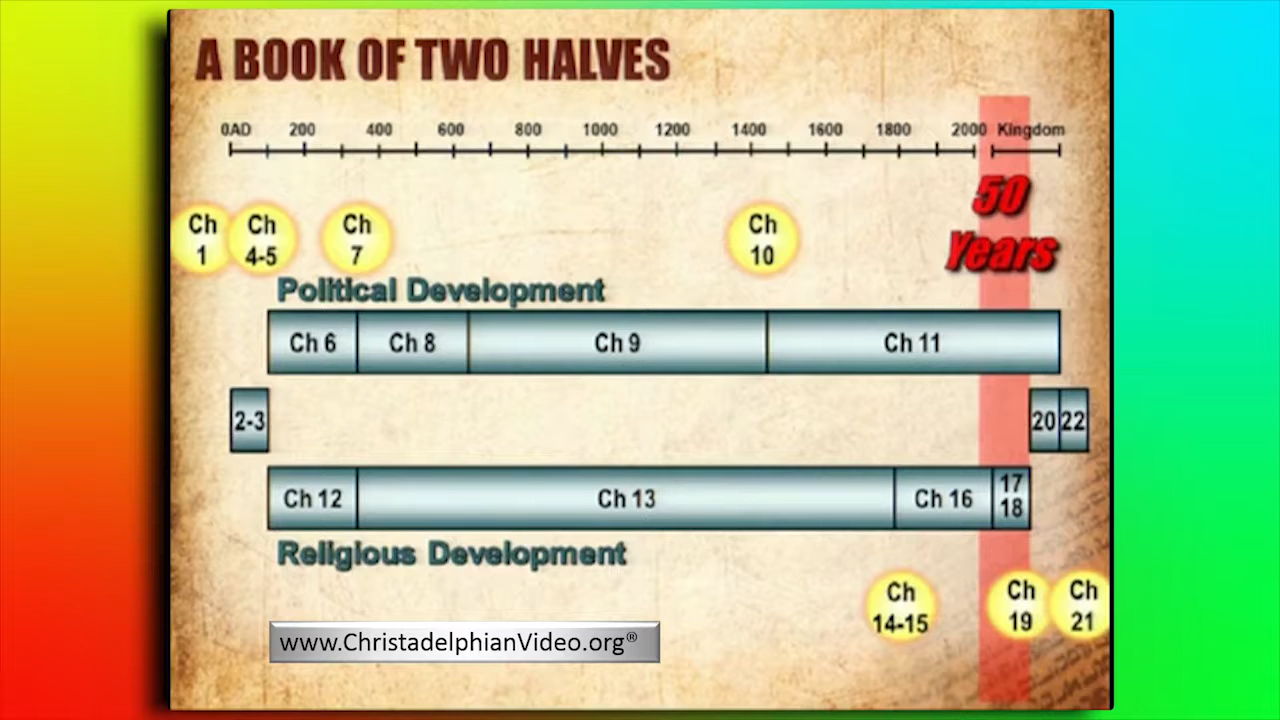 A BOOK OF TWO HALVES
0AD 200 400 600 800 1000 1200 1400 1600 1800 2000 Kingdom
50
Years
Ch
1
Ch
4-5
Ch
7
Ch
10
Political Development
Ch 6 Ch 8 Ch 9 Ch 11
2-3 20 22
Ch 12 Ch 13 Ch 16 17
18
Religious Development
Ch
14-15
Ch
19
Ch
21
www.ChristadelphianVideo.org®